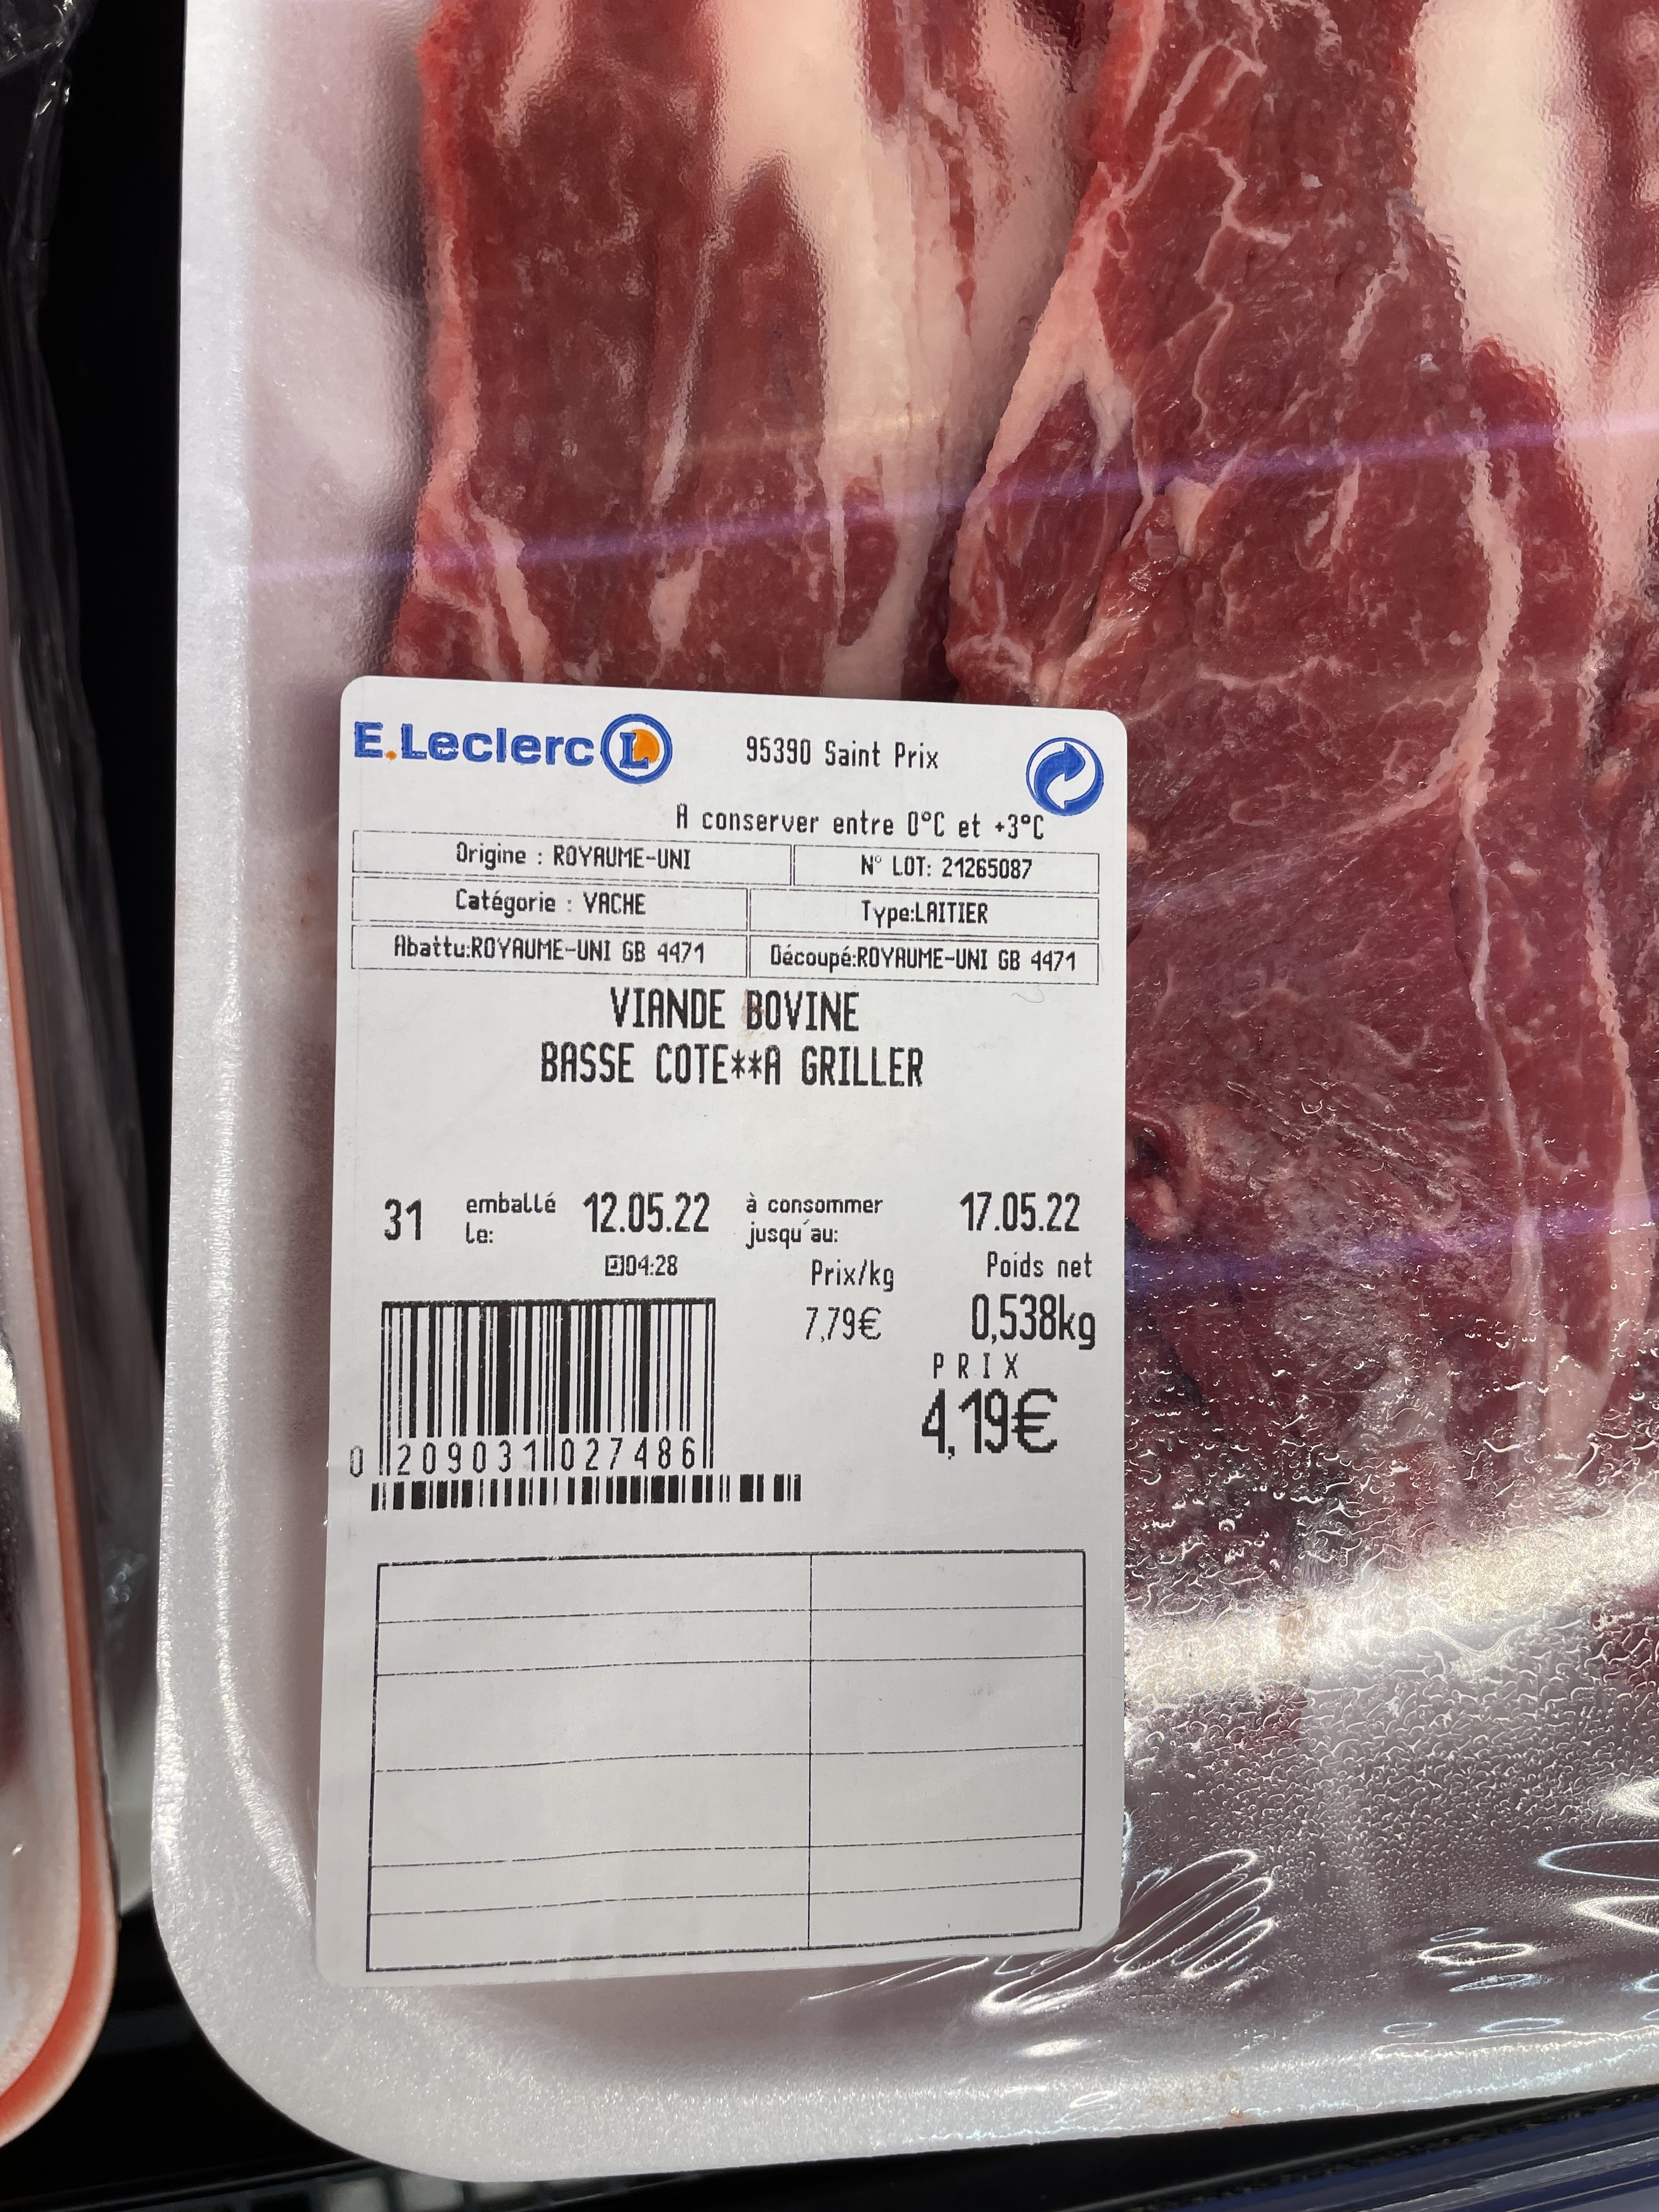 E.Leclerc L 95390 Saint Prix
A conserver entre 0°C et +3°C
Origine : ROYAUME-UNI N° LOT: 21265087
Catégorie : VACHE Type:LAITIER
Abattu:ROYAUME-UNI GB 4471 Découpé:ROYAUME-UNI GB 4471
VIANDE BOVINE
BASSE COTE**A GRILLER
31 emballé le: 12.05.22 à consommer jusqu'au: 17.05.22
04:28 Prix/kg Poids net
7,79€ 0,538kg
PRIX
4,19€
0 209031 027486